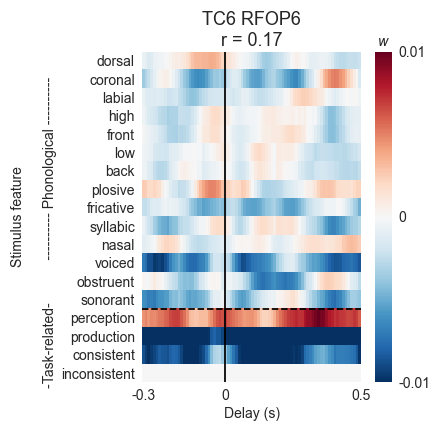 TC6 RFOP6
r = 0.17
w
dorsal
coronal
labial
high
front
low
back
plosive
fricative
syllabic
nasal
voiced
obstruent
sonorant
perception
production
consistent
inconsistent
Stimulus feature
---------- Phonological ----------
-Task-related-
-0.3
0
0.5
Delay (s)
0.01
0
-0.01